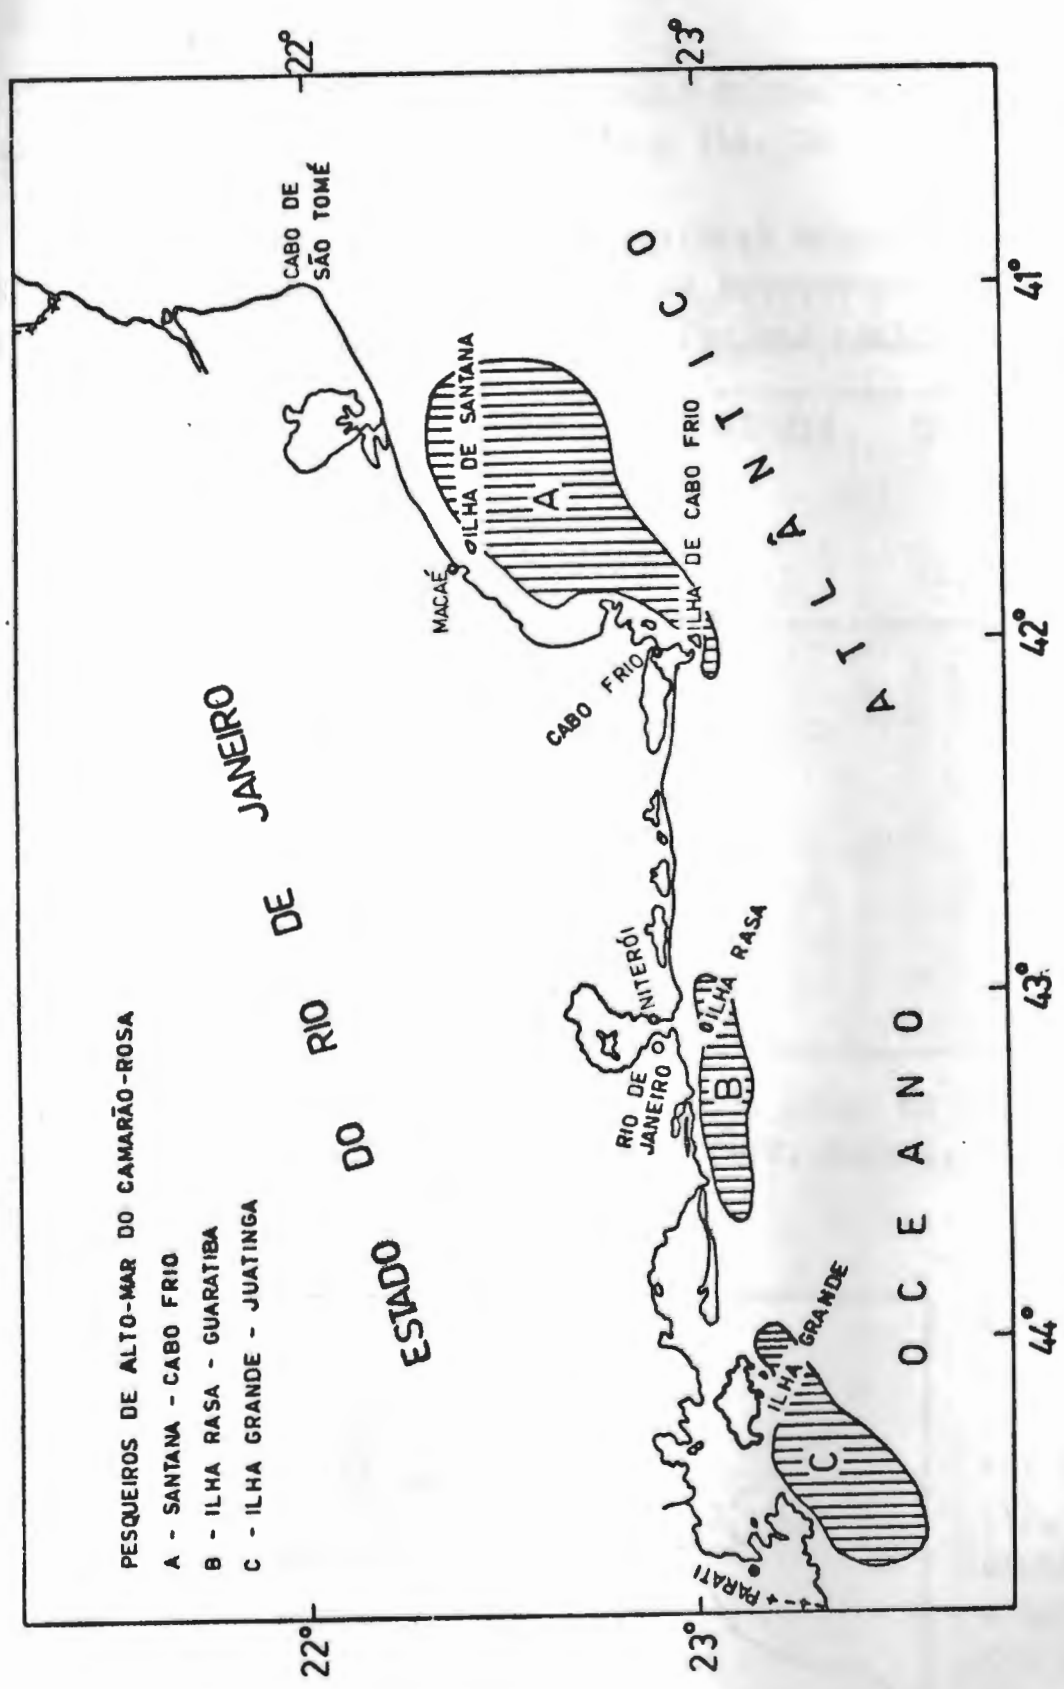 PESQUEIROS DE ALTO-MAR DO CAMARÃO-ROSA
A - SANTANA - CABO FRIO
B - ILHA RASA - GUARATIBA
C - ILHA GRANDE - JUATINGA
ESTADO DO RIO DE JANEIRO
22°
22°
23°
23°
CABO DE
SÃO TOMÉ
MACAÉ
ILHA DE SANTANA
A
CABO FRIO
ILHA DE CABO FRIO
NITERÓI
RIO DE
JANEIRO
ILHA RASA
B
ILHA GRANDE
C
PARATI
OCEANO ATLÂNTICO
44°
43°
42°
41°